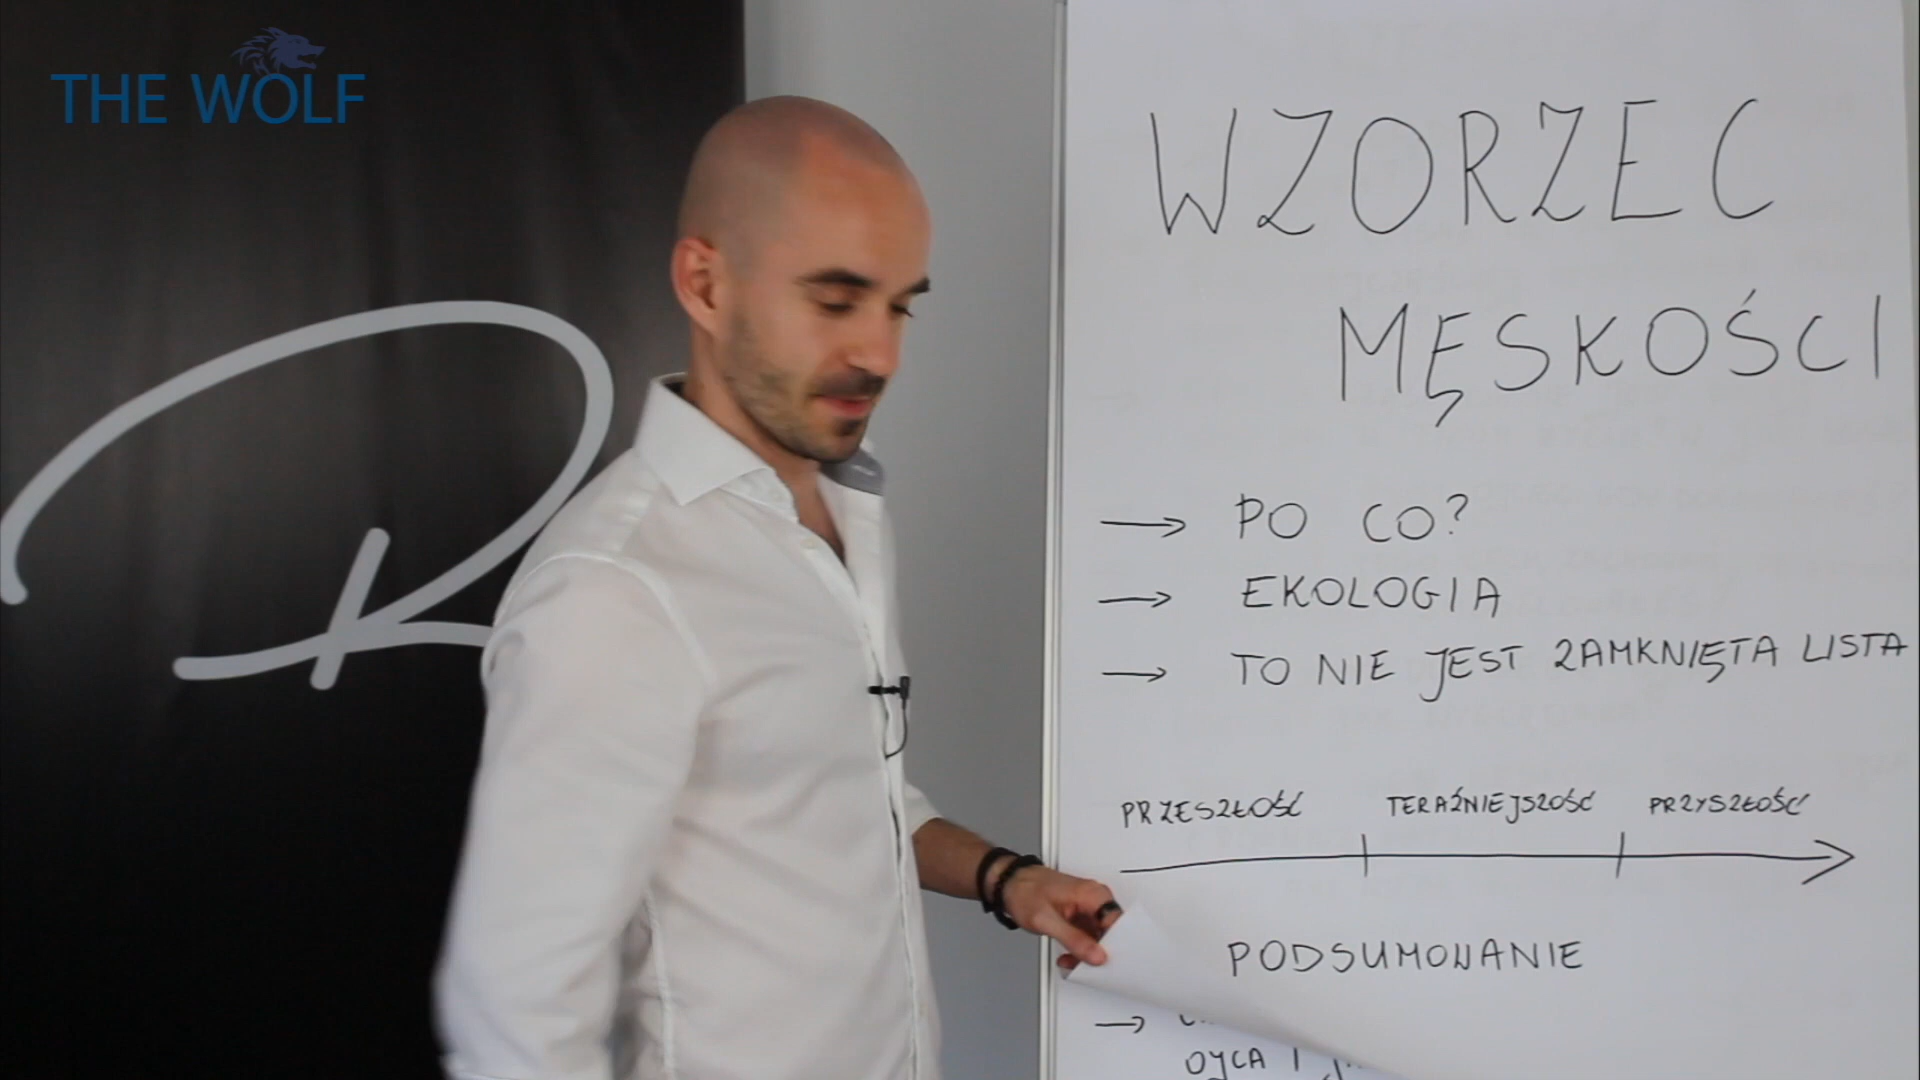 THE WOLF
WZORZEC
MĘSKOŚCI
→ PO CO?
→ EKOLOGIA
→ TO NIE JEST ZAMKNIĘTA LISTA
PRZESZŁOŚĆ TERAŹNIEJSZOŚĆ PRZYSZŁOŚĆ
PODSUMOWANIE
→
OJCA I